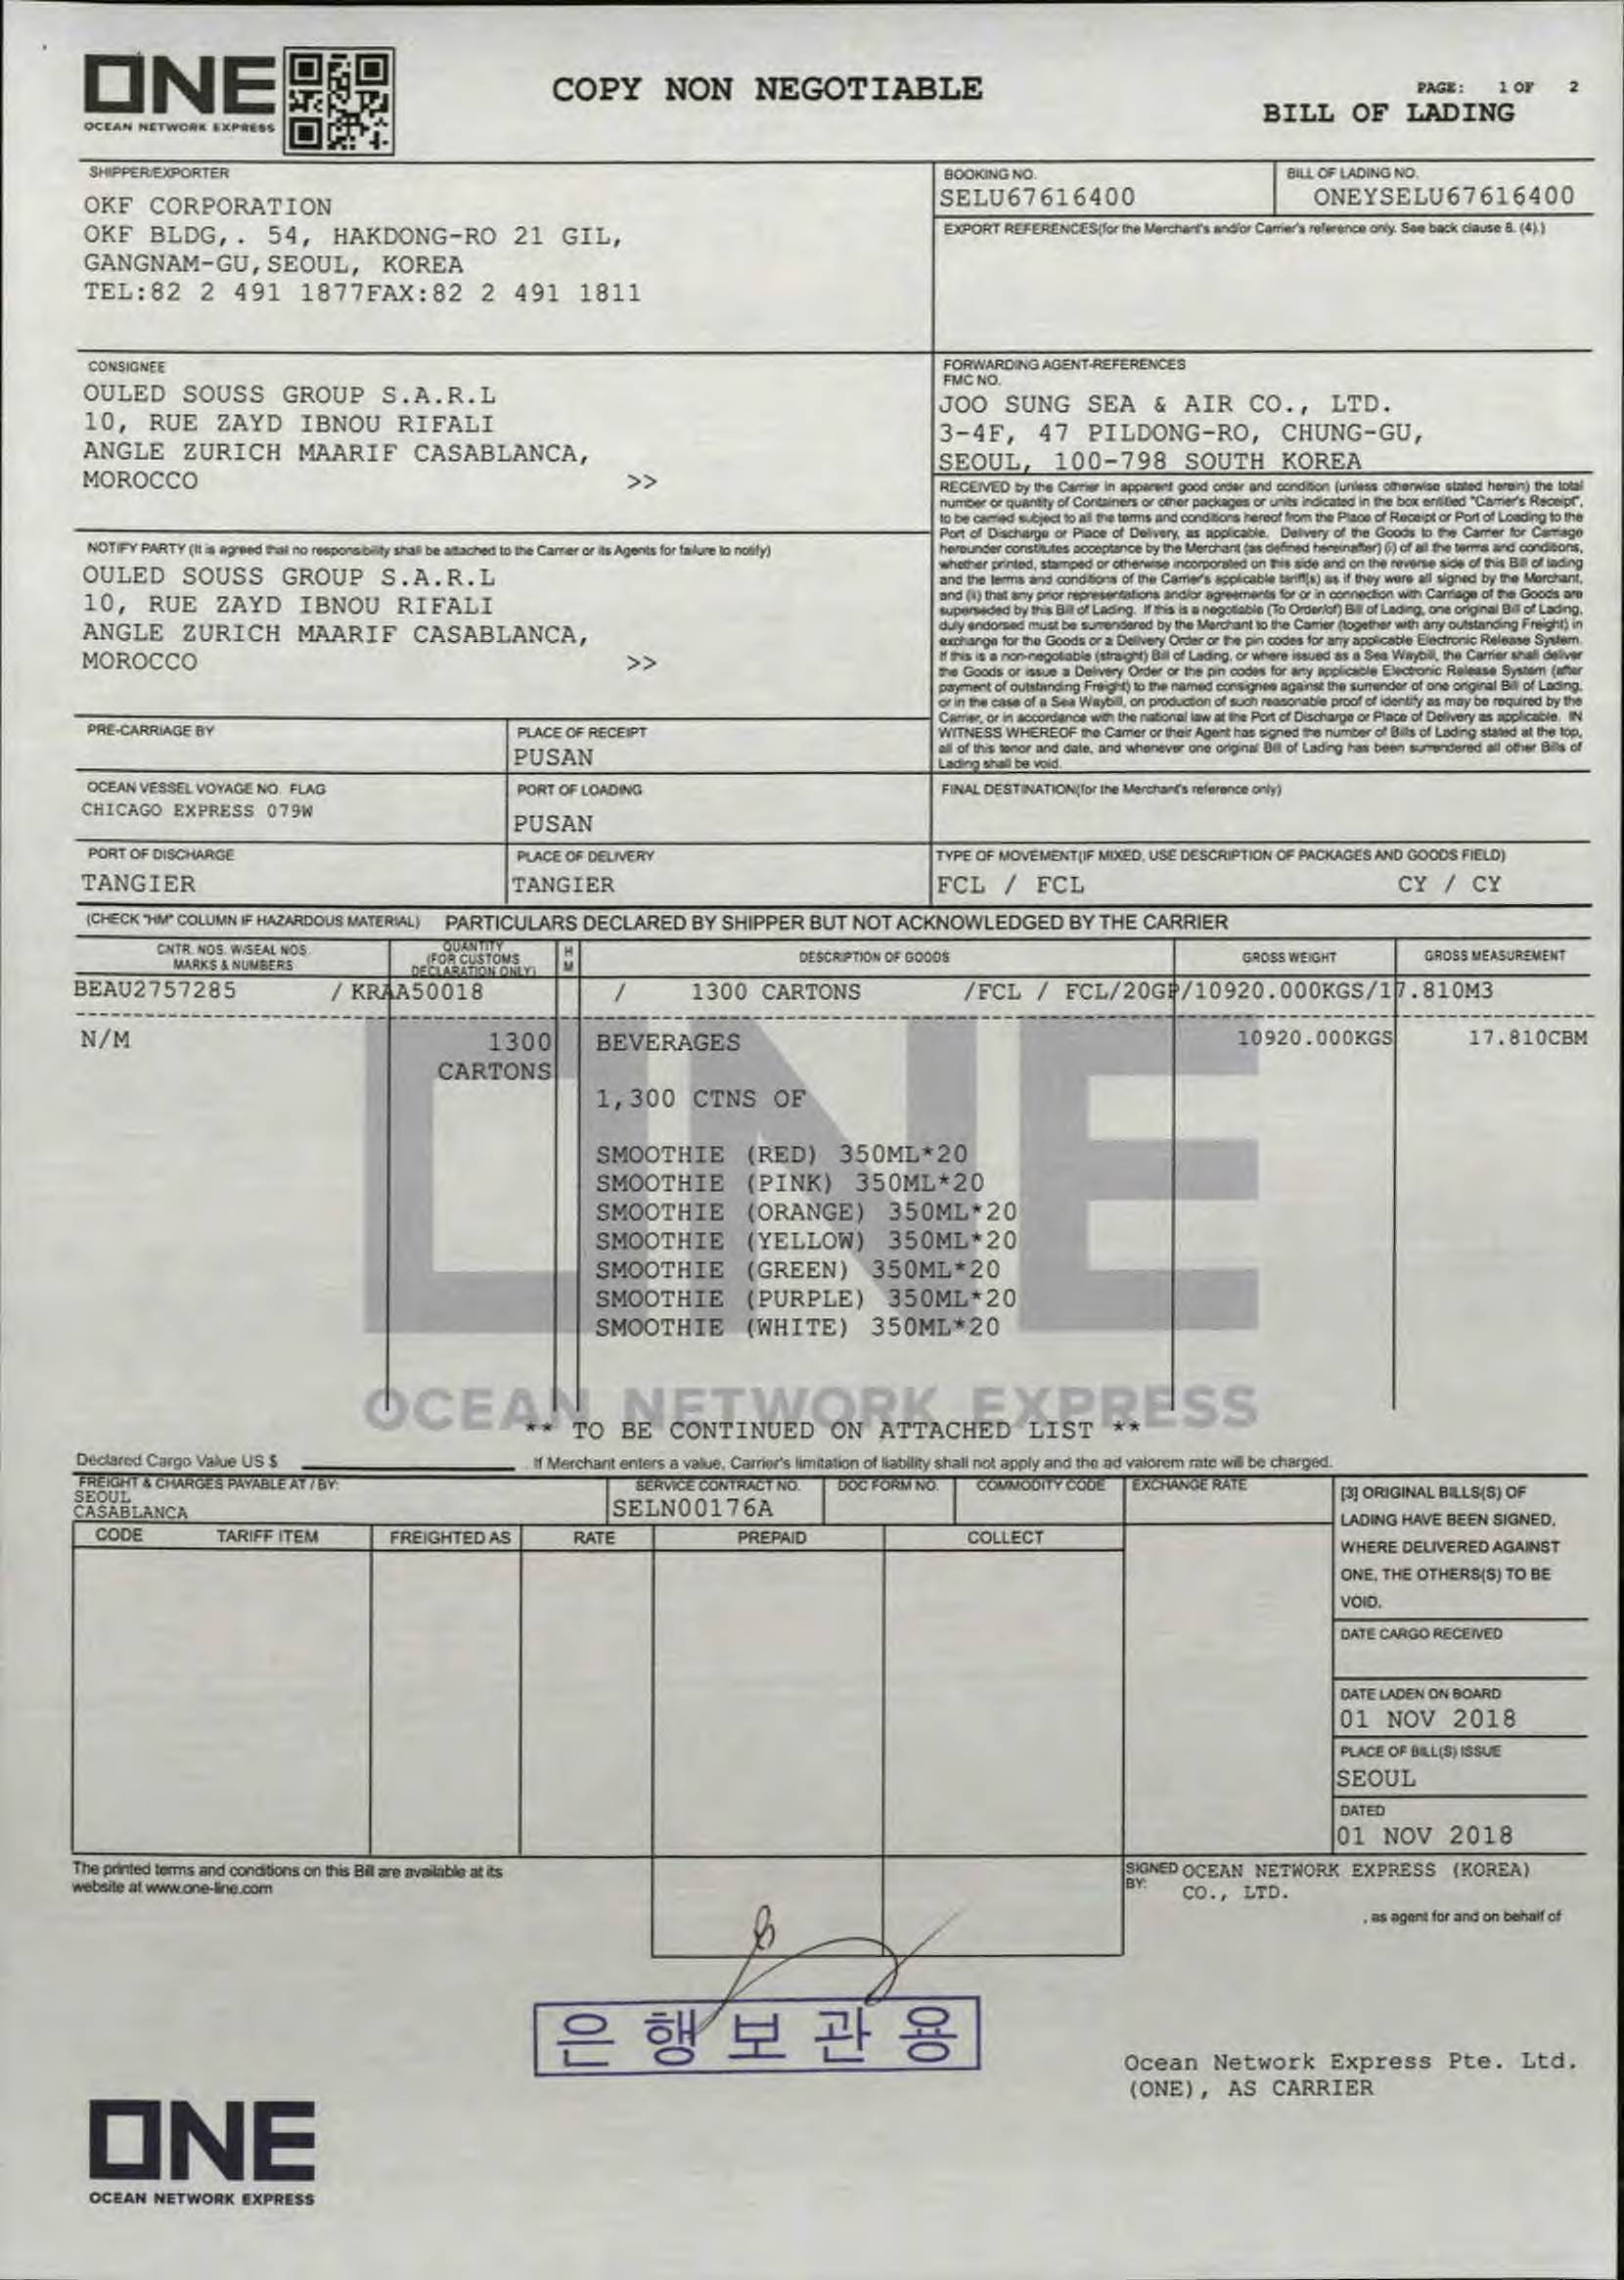 ONE
OCEAN NETWORK EXPRESS
COPY NON NEGOTIABLE
PAGE: 1 OF 2
BILL OF LADING
SHIPPER/EXPORTER
OKF CORPORATION
OKF BLDG,. 54, HAKDONG-RO 21 GIL,
GANGNAM-GU,SEOUL, KOREA
TEL:82 2 491 1877FAX:82 2 491 1811
BOOKING NO.
SELU67616400
BILL OF LADING NO.
ONEYSELU67616400
EXPORT REFERENCES(for the Merchant's and/or Carrier's reference only. See back clause 8. (4).)
CONSIGNEE
OULED SOUSS GROUP S.A.R.L
10, RUE ZAYD IBNOU RIFALI
ANGLE ZURICH MAARIF CASABLANCA,
MOROCCO >>
FORWARDING AGENT-REFERENCES
FMC NO.
JOO SUNG SEA & AIR CO., LTD.
3-4F, 47 PILDONG-RO, CHUNG-GU,
SEOUL, 100-798 SOUTH KOREA
NOTIFY PARTY (It is agreed that no responsibility shall be attached to the Carrier or its Agents for failure to notify)
OULED SOUSS GROUP S.A.R.L
10, RUE ZAYD IBNOU RIFALI
ANGLE ZURICH MAARIF CASABLANCA,
MOROCCO >>
RECEIVED by the Carrier in apparent good order and condition (unless otherwise stated herein) the total
number or quantity of Containers or other packages or units indicated in the box entitled "Carrier's Receipt",
to be carried subject to all the terms and conditions hereof from the Place of Receipt or Port of Loading to the
Port of Discharge or Place of Delivery, as applicable. Delivery of the Goods to the Carrier for Carriage
hereunder constitutes acceptance by the Merchant (as defined hereinafter) (i) of all the terms and conditions,
whether printed, stamped or otherwise incorporated on this side and on the reverse side of this Bill of lading
and the terms and conditions of the Carrier's applicable tariff(s) as if they were all signed by the Merchant,
and (ii) that any prior representations and/or agreements for or in connection with Carriage of the Goods are
superseded by this Bill of Lading. If this is a negotiable (To Order/of) Bill of Lading, one original Bill of Lading,
duly endorsed must be surrendered by the Merchant to the Carrier (together with any outstanding Freight) in
exchange for the Goods or a Delivery Order or the pin codes for any applicable Electronic Release System.
If this is a non-negotiable (straight) Bill of Lading, or where issued as a Sea Waybill, the Carrier shall deliver
the Goods or issue a Delivery Order or the pin codes for any applicable Electronic Release System (after
payment of outstanding Freight) to the named consignee against the surrender of one original Bill of Lading,
or in the case of a Sea Waybill, on production of such reasonable proof of identify as may be required by the
Carrier, or in accordance with the national law at the Port of Discharge or Place of Delivery as applicable. IN
WITNESS WHEREOF the Carrier or their Agent has signed the number of Bills of Lading stated at the top,
all of this tenor and date, and whenever one original Bill of Lading has been surrendered all other Bills of
Lading shall be void.
PRE-CARRIAGE BY
PLACE OF RECEIPT
PUSAN
OCEAN VESSEL VOYAGE NO. FLAG
CHICAGO EXPRESS 079W
PORT OF LOADING
PUSAN
FINAL DESTINATION(for the Merchant's reference only)
PORT OF DISCHARGE
TANGIER
PLACE OF DELIVERY
TANGIER
TYPE OF MOVEMENT(IF MIXED, USE DESCRIPTION OF PACKAGES AND GOODS FIELD)
FCL / FCL CY / CY
(CHECK "HM" COLUMN IF HAZARDOUS MATERIAL) PARTICULARS DECLARED BY SHIPPER BUT NOT ACKNOWLEDGED BY THE CARRIER
CNTR. NOS. W/SEAL NOS.
MARKS & NUMBERS
QUANTITY
(FOR CUSTOMS
DECLARATION ONLY)
H
M
DESCRIPTION OF GOODS
GROSS WEIGHT
GROSS MEASUREMENT
BEAU2757285 / KRAA50018 / 1300 CARTONS /FCL / FCL/20GP/10920.000KGS/17.810M3
N/M 1300 BEVERAGES 10920.000KGS 17.810CBM
CARTONS
1,300 CTNS OF
SMOOTHIE (RED) 350ML*20
SMOOTHIE (PINK) 350ML*20
SMOOTHIE (ORANGE) 350ML*20
SMOOTHIE (YELLOW) 350ML*20
SMOOTHIE (GREEN) 350ML*20
SMOOTHIE (PURPLE) 350ML*20
SMOOTHIE (WHITE) 350ML*20
ONE
OCEAN NETWORK EXPRESS
** TO BE CONTINUED ON ATTACHED LIST **
Declared Cargo Value US $ . If Merchant enters a value, Carrier's limitation of liability shall not apply and the ad valorem rate will be charged.
FREIGHT & CHARGES PAYABLE AT / BY:
SEOUL
CASABLANCA
SERVICE CONTRACT NO.
SELN00176A
DOC FORM NO.
COMMODITY CODE
EXCHANGE RATE
CODE TARIFF ITEM FREIGHTED AS RATE PREPAID COLLECT
[3] ORIGINAL BILLS(S) OF
LADING HAVE BEEN SIGNED,
WHERE DELIVERED AGAINST
ONE, THE OTHERS(S) TO BE
VOID.
DATE CARGO RECEIVED
DATE LADEN ON BOARD
01 NOV 2018
PLACE OF BILL(S) ISSUE
SEOUL
DATED
01 NOV 2018
The printed terms and conditions on this Bill are available at its
website at www.one-line.com
SIGNED BY: OCEAN NETWORK EXPRESS (KOREA)
CO., LTD.
, as agent for and on behalf of
은행보관용
Ocean Network Express Pte. Ltd.
(ONE), AS CARRIER
ONE
OCEAN NETWORK EXPRESS